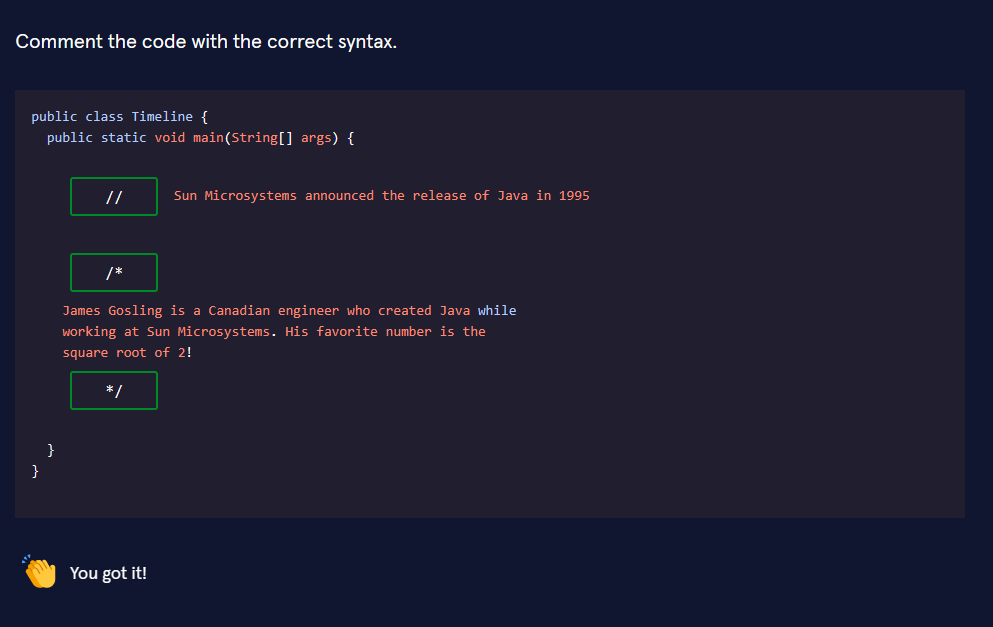 Comment the code with the correct syntax.
public class Timeline {
public static void main(String[] args) {
// Sun Microsystems announced the release of Java in 1995
/*
James Gosling is a Canadian engineer who created Java while
working at Sun Microsystems. His favorite number is the
square root of 2!
*/
}
}
You got it!